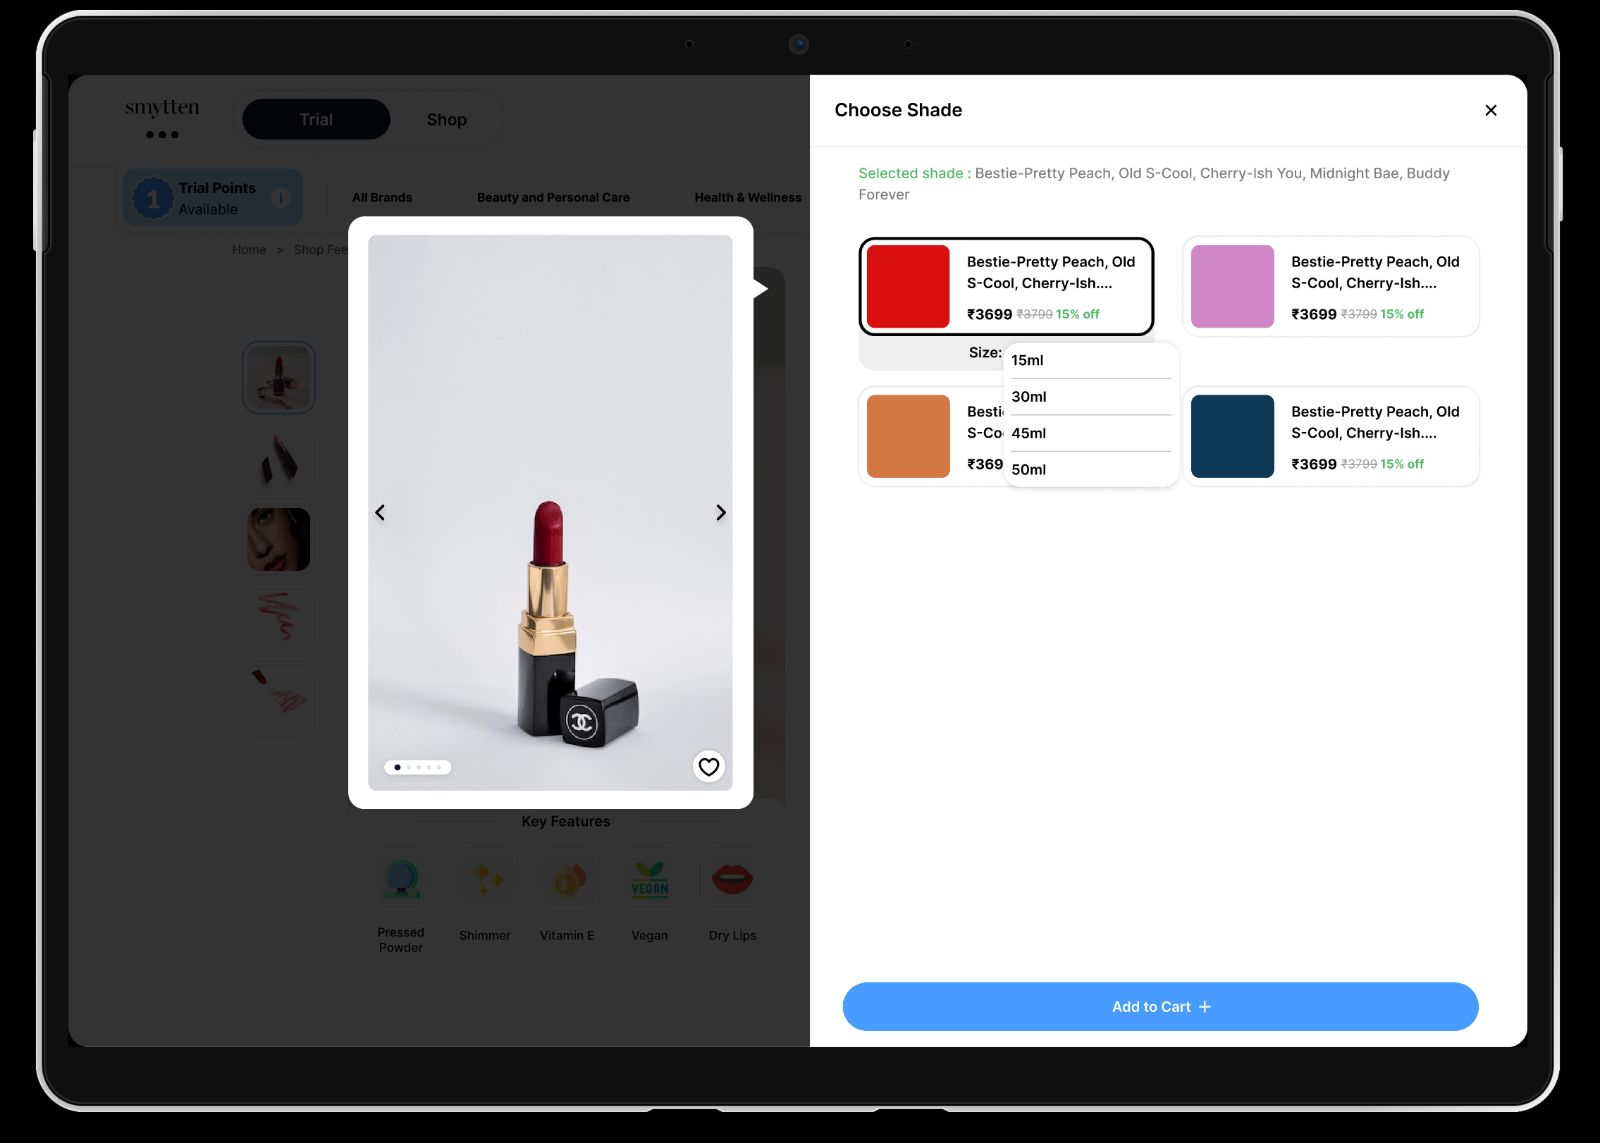 smytten
Trial
Shop
1
Trial Points
Available
i
All Brands
Beauty and Personal Care
Health & Wellness
Home > Shop Fee
Key Features
VEGAN
Pressed
Powder
Shimmer
Vitamin E
Vegan
Dry Lips
Choose Shade
Selected shade : Bestie-Pretty Peach, Old S-Cool, Cherry-Ish You, Midnight Bae, Buddy
Forever
Bestie-Pretty Peach, Old
S-Cool, Cherry-Ish....
₹3699 ₹3799 15% off
Bestie-Pretty Peach, Old
S-Cool, Cherry-Ish....
₹3699 ₹3799 15% off
Size:
15ml
30ml
45ml
50ml
Besti
S-Co
₹369
Bestie-Pretty Peach, Old
S-Cool, Cherry-Ish....
₹3699 ₹3799 15% off
Add to Cart +